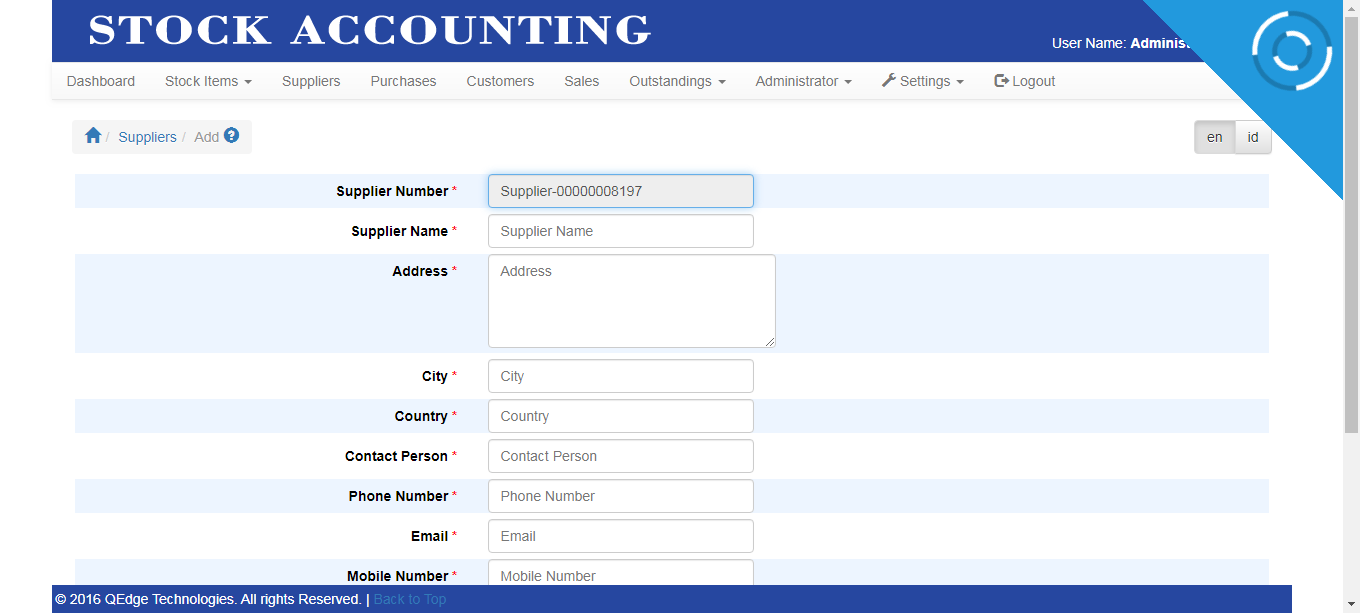 STOCK ACCOUNTING
User Name:
Dashboard Stock Items Suppliers Purchases Customers Sales Outstandings Administrator Settings Logout
/ Suppliers / Add ? en id
Supplier Number * Supplier-00000008197
Supplier Name * Supplier Name
Address * Address
City * City
Country * Country
Contact Person * Contact Person
Phone Number * Phone Number
Email * Email
Mobile Number * Mobile Number
© 2016 QEdge Technologies. All rights Reserved. | Back to Top